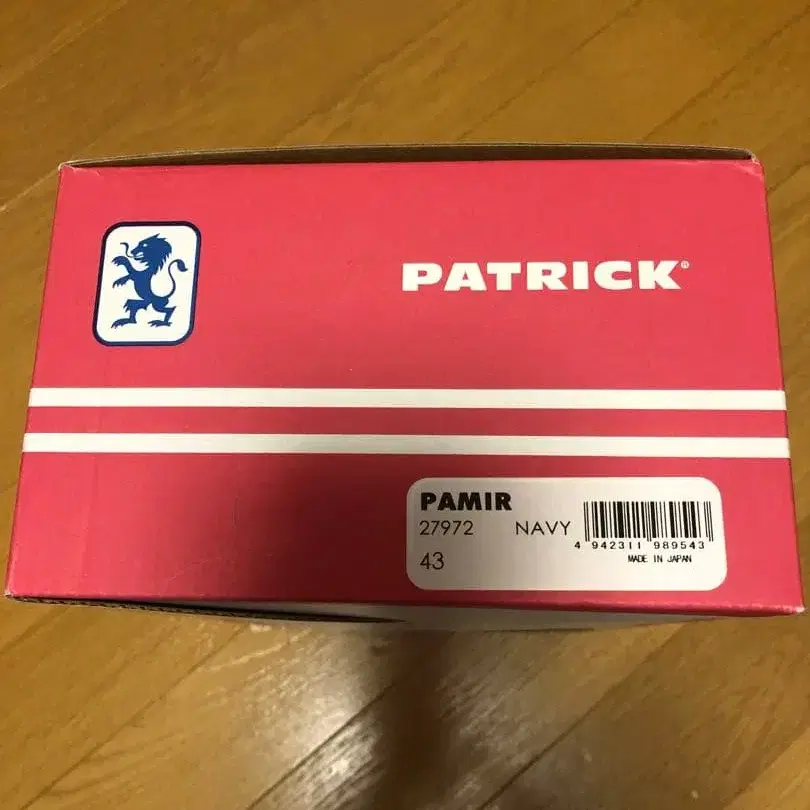 PATRICK®
PAMIR
27972 NAVY
4 942311 989543
43
MADE IN JAPAN